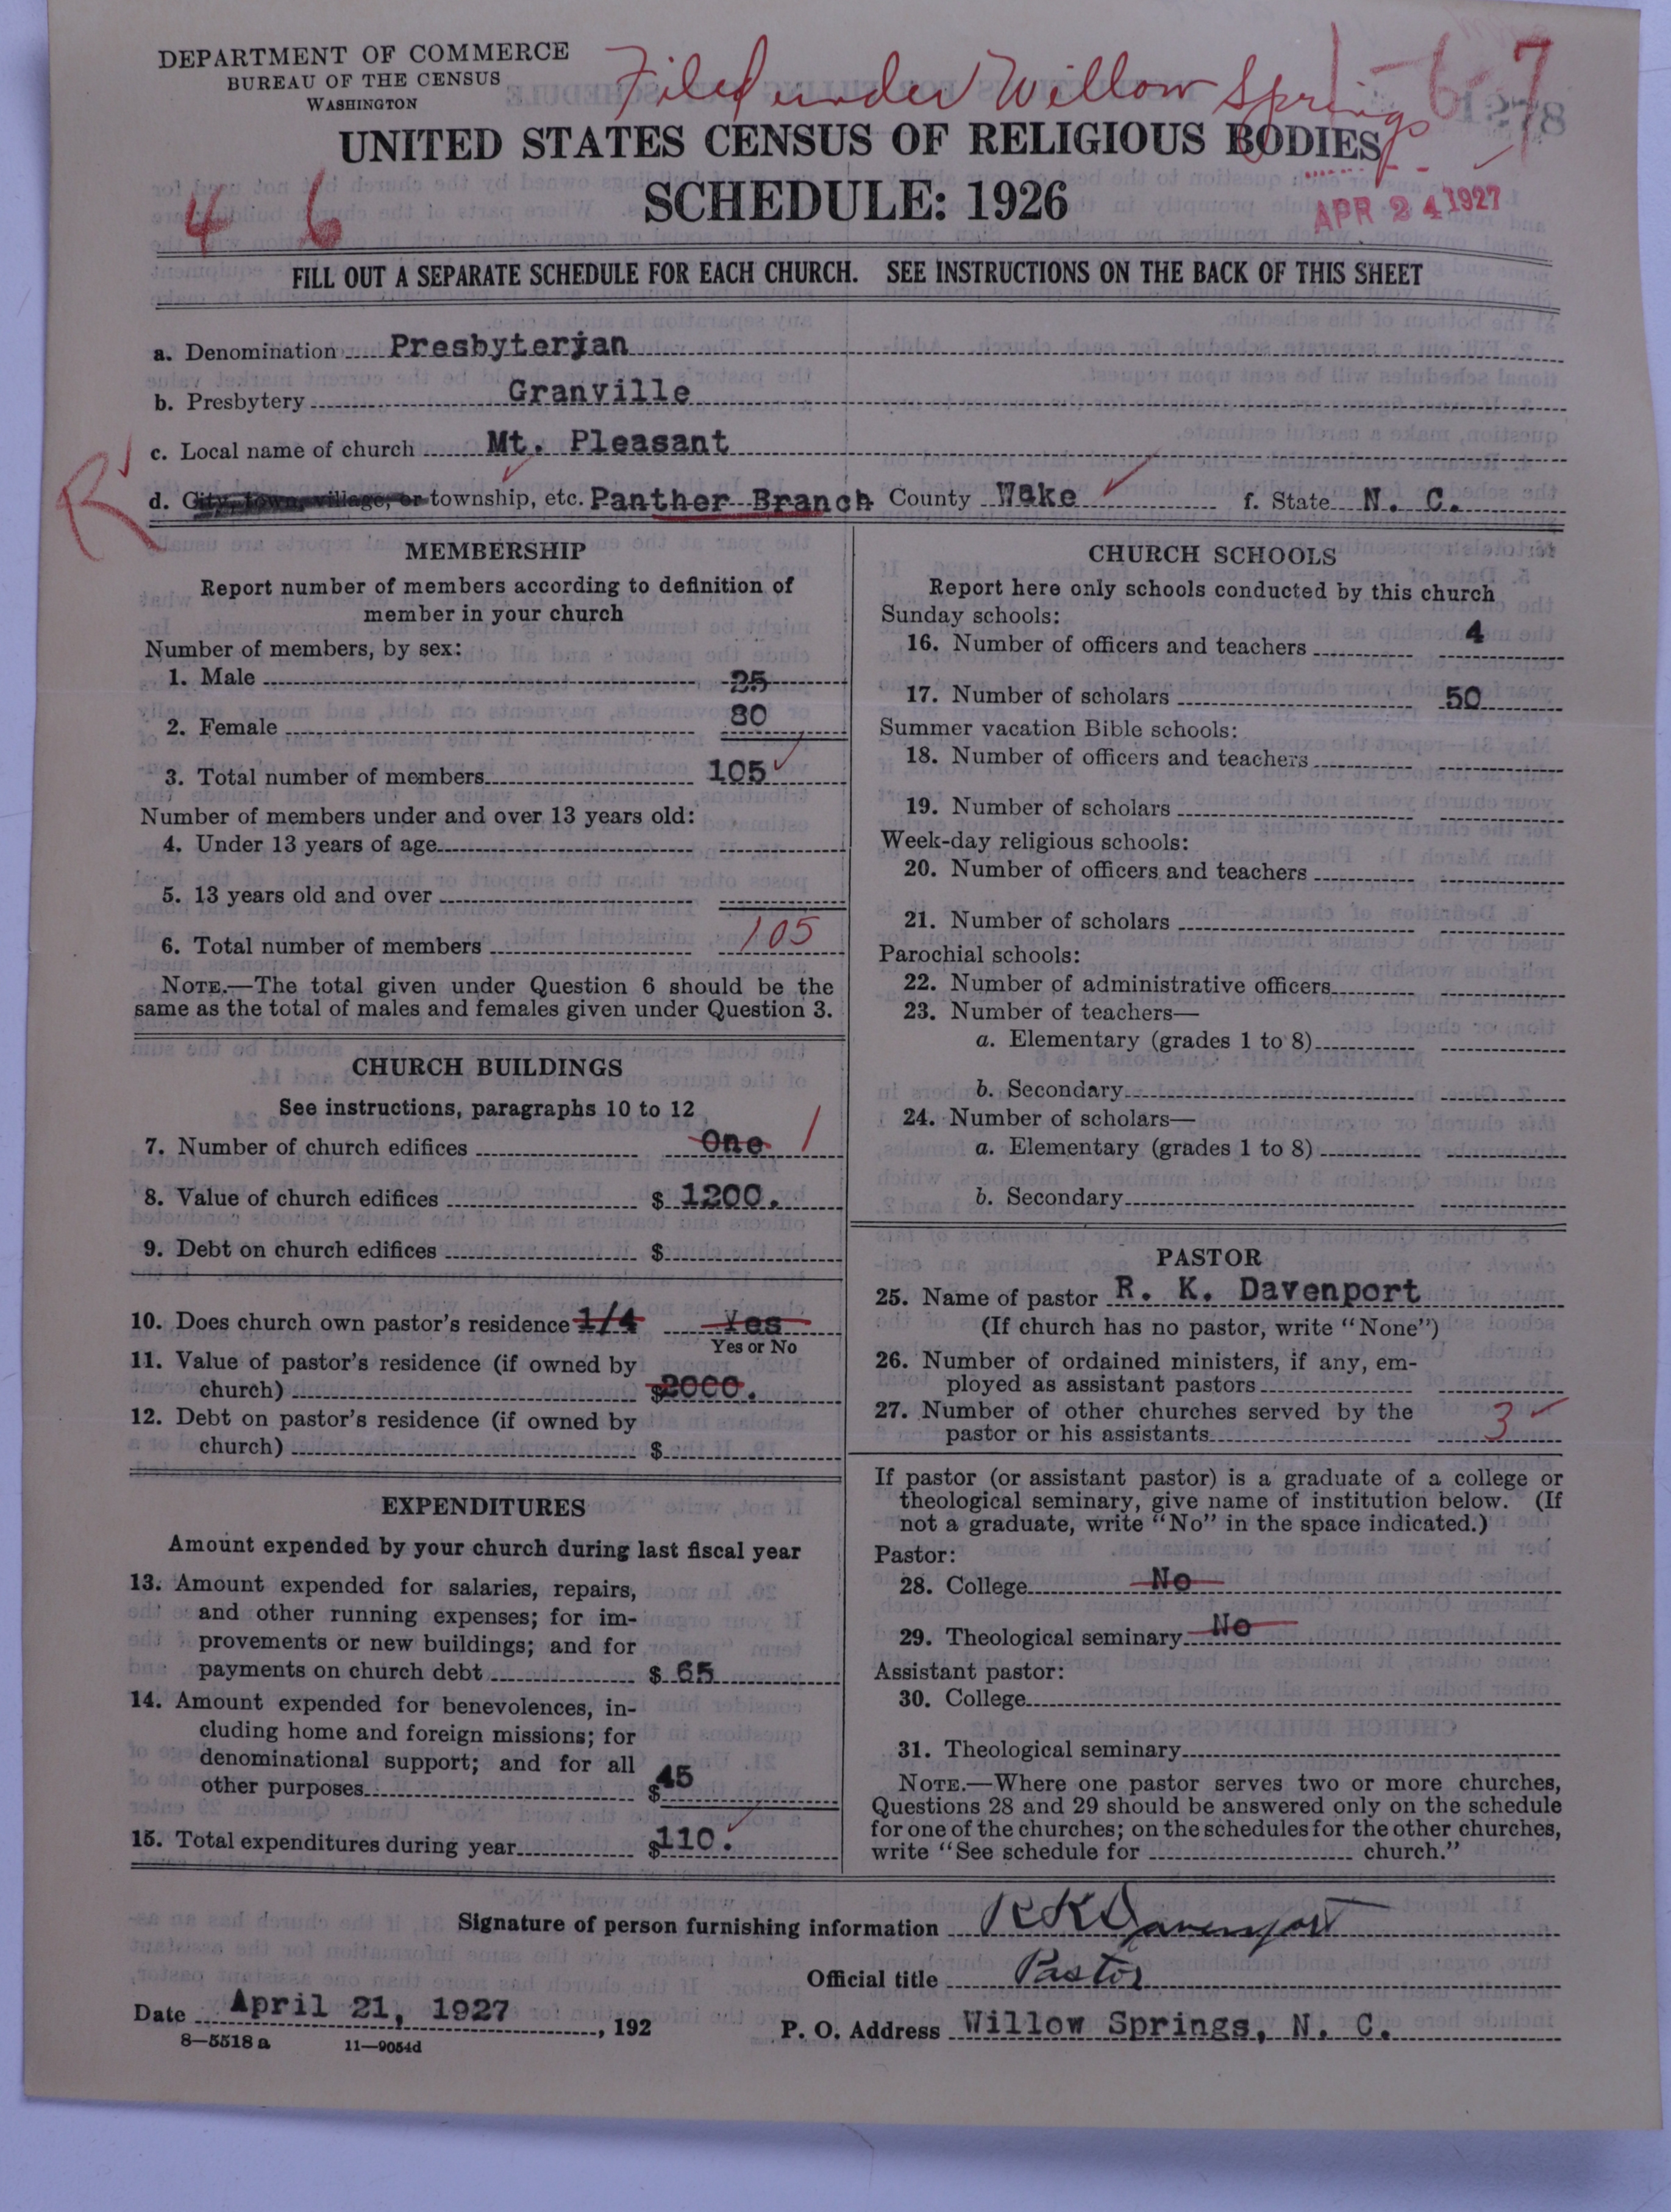 DEPARTMENT OF COMMERCE
BUREAU OF THE CENSUS
WASHINGTON
Filed under Willow Springs
UNITED STATES CENSUS OF RELIGIOUS BODIES
SCHEDULE: 1926
4 6
APR 24 1927
FILL OUT A SEPARATE SCHEDULE FOR EACH CHURCH. SEE INSTRUCTIONS ON THE BACK OF THIS SHEET
a. Denomination Presbyterian
b. Presbytery Granville
R
c. Local name of church Mt. Pleasant
d. City, town, village, or township, etc. Panther Branch County Wake f. State N. C.
MEMBERSHIP
Report number of members according to definition of
member in your church
Number of members, by sex:
1. Male 25
2. Female 80
3. Total number of members 105
Number of members under and over 13 years old:
4. Under 13 years of age
5. 13 years old and over
6. Total number of members 105
NOTE.—The total given under Question 6 should be the
same as the total of males and females given under Question 3.
CHURCH BUILDINGS
See instructions, paragraphs 10 to 12
7. Number of church edifices One 1
8. Value of church edifices $ 1200.
9. Debt on church edifices $
10. Does church own pastor's residence 1/4 Yes
Yes or No
11. Value of pastor's residence (if owned by
church) $2000.
12. Debt on pastor's residence (if owned by
church) $
EXPENDITURES
Amount expended by your church during last fiscal year
13. Amount expended for salaries, repairs,
and other running expenses; for im-
provements or new buildings; and for
payments on church debt $ 65
14. Amount expended for benevolences, in-
cluding home and foreign missions; for
denominational support; and for all
other purposes $ 45
15. Total expenditures during year $110.
CHURCH SCHOOLS
Report here only schools conducted by this church
Sunday schools:
16. Number of officers and teachers 4
17. Number of scholars 50
Summer vacation Bible schools:
18. Number of officers and teachers
19. Number of scholars
Week-day religious schools:
20. Number of officers and teachers
21. Number of scholars
Parochial schools:
22. Number of administrative officers
23. Number of teachers—
a. Elementary (grades 1 to 8)
b. Secondary
24. Number of scholars—
a. Elementary (grades 1 to 8)
b. Secondary
PASTOR
25. Name of pastor R. K. Davenport
(If church has no pastor, write "None")
26. Number of ordained ministers, if any, em-
ployed as assistant pastors
27. Number of other churches served by the
pastor or his assistants 3
If pastor (or assistant pastor) is a graduate of a college or
theological seminary, give name of institution below. (If
not a graduate, write "No" in the space indicated.)
Pastor:
28. College No
29. Theological seminary No
Assistant pastor:
30. College
31. Theological seminary
NOTE.—Where one pastor serves two or more churches,
Questions 28 and 29 should be answered only on the schedule
for one of the churches; on the schedules for the other churches,
write "See schedule for church."
Signature of person furnishing information R K Davenport
Official title Pastor
Date April 21, 1927, 192
P. O. Address Willow Springs, N. C.
8—5518 a 11—9054d